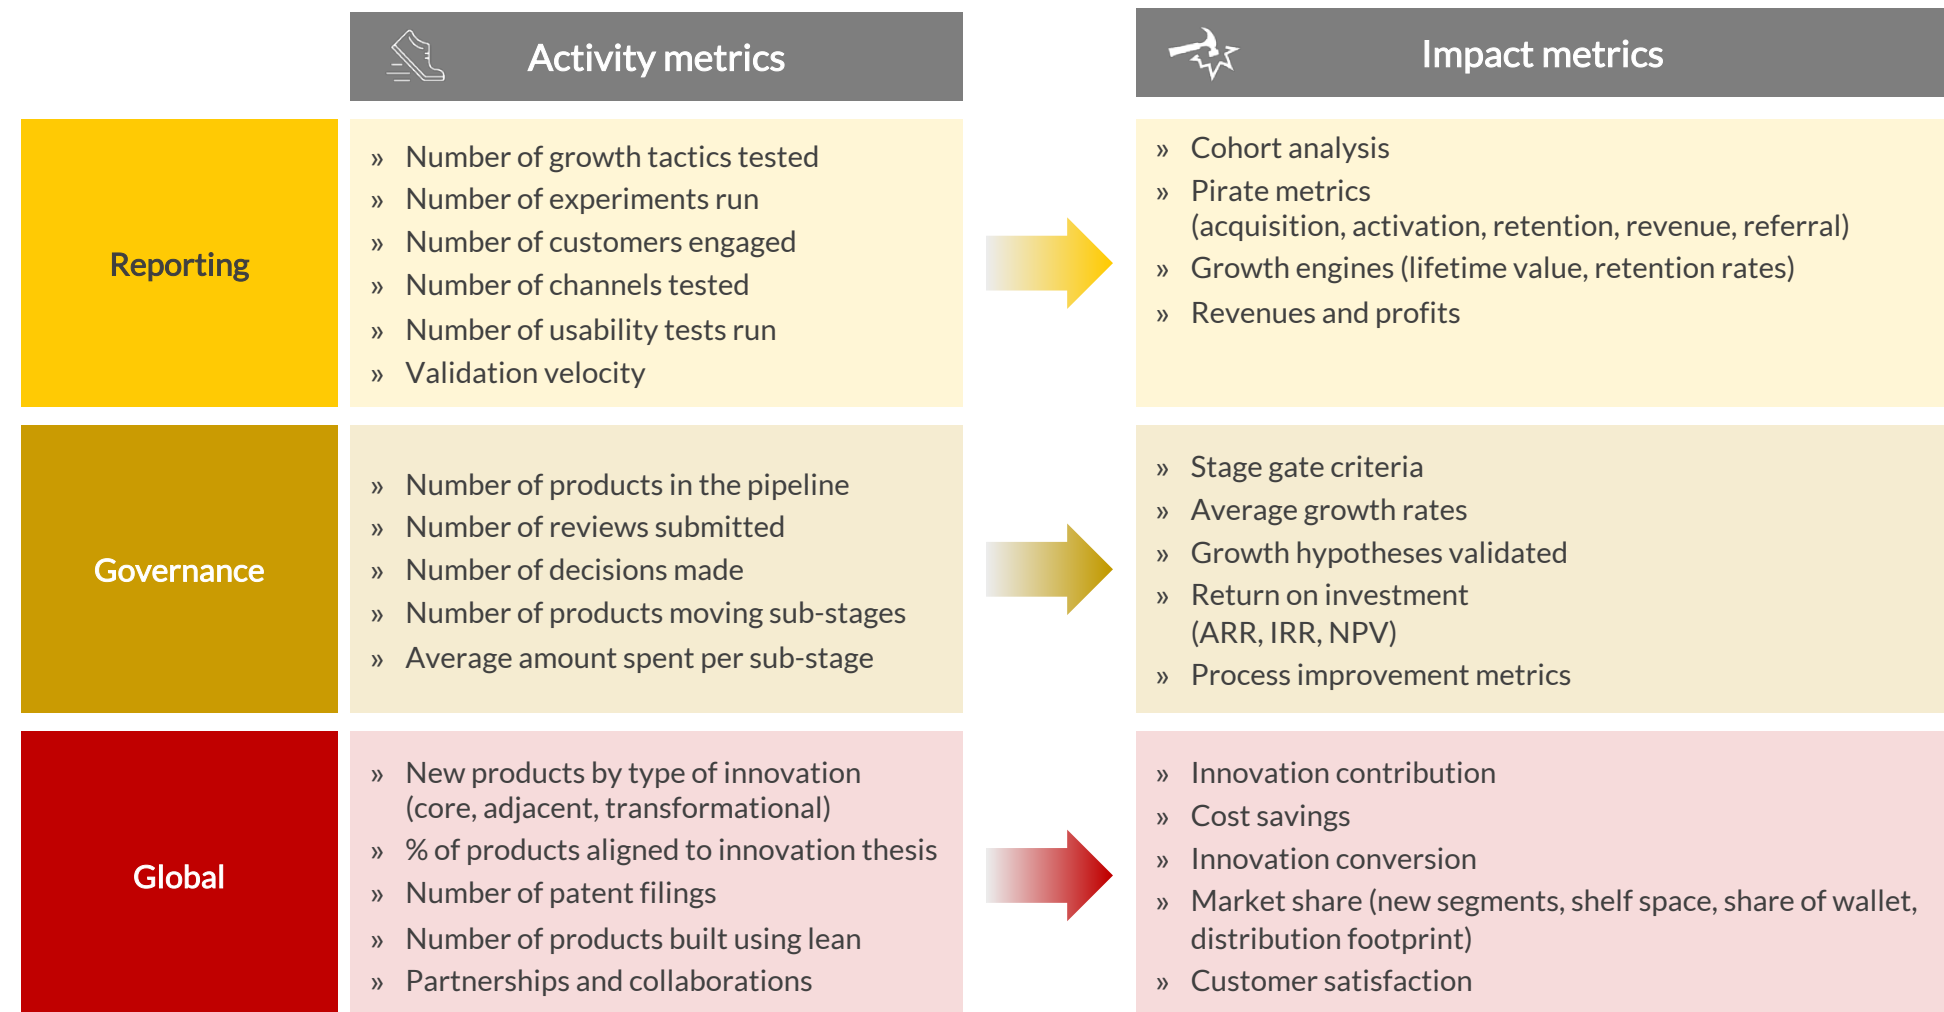 Activity metrics
Impact metrics
Reporting
» Number of growth tactics tested
» Number of experiments run
» Number of customers engaged
» Number of channels tested
» Number of usability tests run
» Validation velocity
» Cohort analysis
» Pirate metrics
(acquisition, activation, retention, revenue, referral)
» Growth engines (lifetime value, retention rates)
» Revenues and profits
Governance
» Number of products in the pipeline
» Number of reviews submitted
» Number of decisions made
» Number of products moving sub-stages
» Average amount spent per sub-stage
» Stage gate criteria
» Average growth rates
» Growth hypotheses validated
» Return on investment
(ARR, IRR, NPV)
» Process improvement metrics
Global
» New products by type of innovation
(core, adjacent, transformational)
» % of products aligned to innovation thesis
» Number of patent filings
» Number of products built using lean
» Partnerships and collaborations
» Innovation contribution
» Cost savings
» Innovation conversion
» Market share (new segments, shelf space, share of wallet,
distribution footprint)
» Customer satisfaction